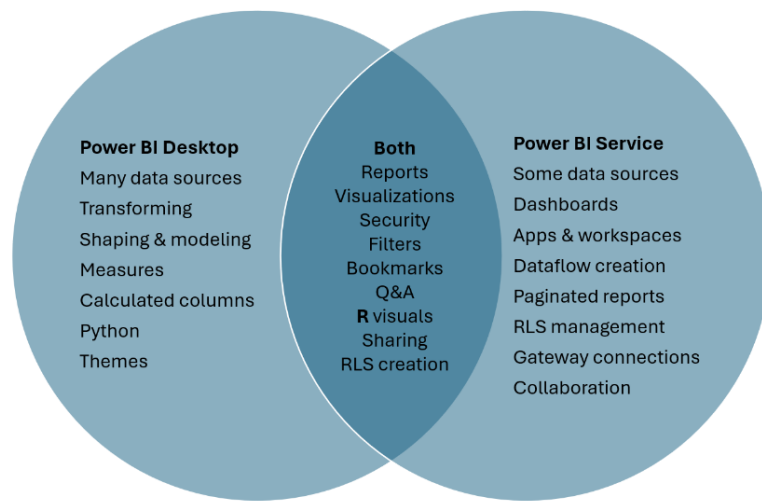 Power BI Desktop
Many data sources
Transforming
Shaping & modeling
Measures
Calculated columns
Python
Themes
Both
Reports
Visualizations
Security
Filters
Bookmarks
Q&A
R visuals
Sharing
RLS creation
Power BI Service
Some data sources
Dashboards
Apps & workspaces
Dataflow creation
Paginated reports
RLS management
Gateway connections
Collaboration